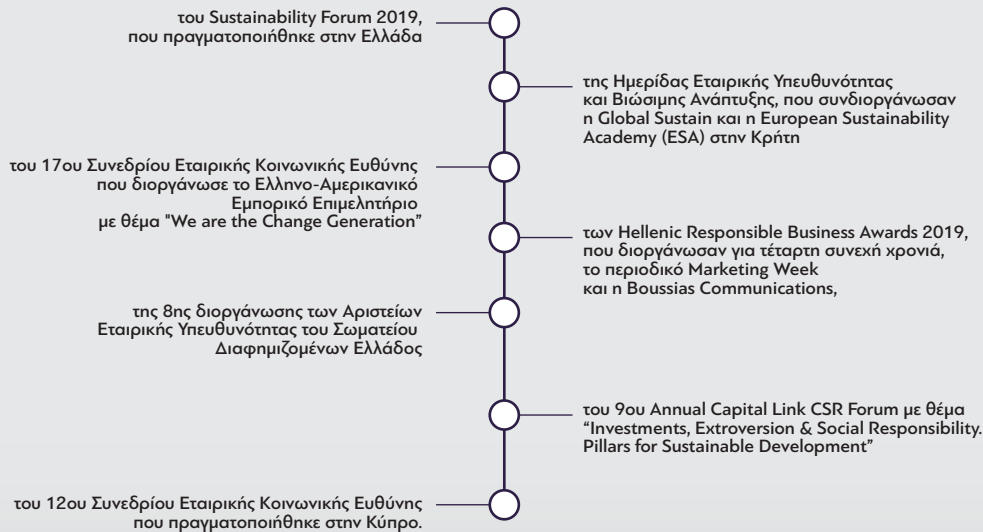 του Sustainability Forum 2019,
που πραγματοποιήθηκε στην Ελλάδα
της Ημερίδας Εταιρικής Υπευθυνότητας
και Βιώσιμης Ανάπτυξης, που συνδιοργάνωσαν
η Global Sustain και η European Sustainability
Academy (ESA) στην Κρήτη
του 17ου Συνεδρίου Εταιρικής Κοινωνικής Ευθύνης
που διοργάνωσε το Ελληνο-Αμερικανικό
Εμπορικό Επιμελητήριο
με θέμα "We are the Change Generation”
των Hellenic Responsible Business Awards 2019,
που διοργάνωσαν για τέταρτη συνεχή χρονιά,
το περιοδικό Marketing Week
και η Boussias Communications,
της 8ης διοργάνωσης των Αριστείων
Εταιρικής Υπευθυνότητας του Σωματείου
Διαφημιζομένων Ελλάδος
του 9ου Annual Capital Link CSR Forum με θέμα
“Investments, Extroversion & Social Responsibility.
Pillars for Sustainable Development”
του 12ου Συνεδρίου Εταιρικής Κοινωνικής Ευθύνης
που πραγματοποιήθηκε στην Κύπρο.